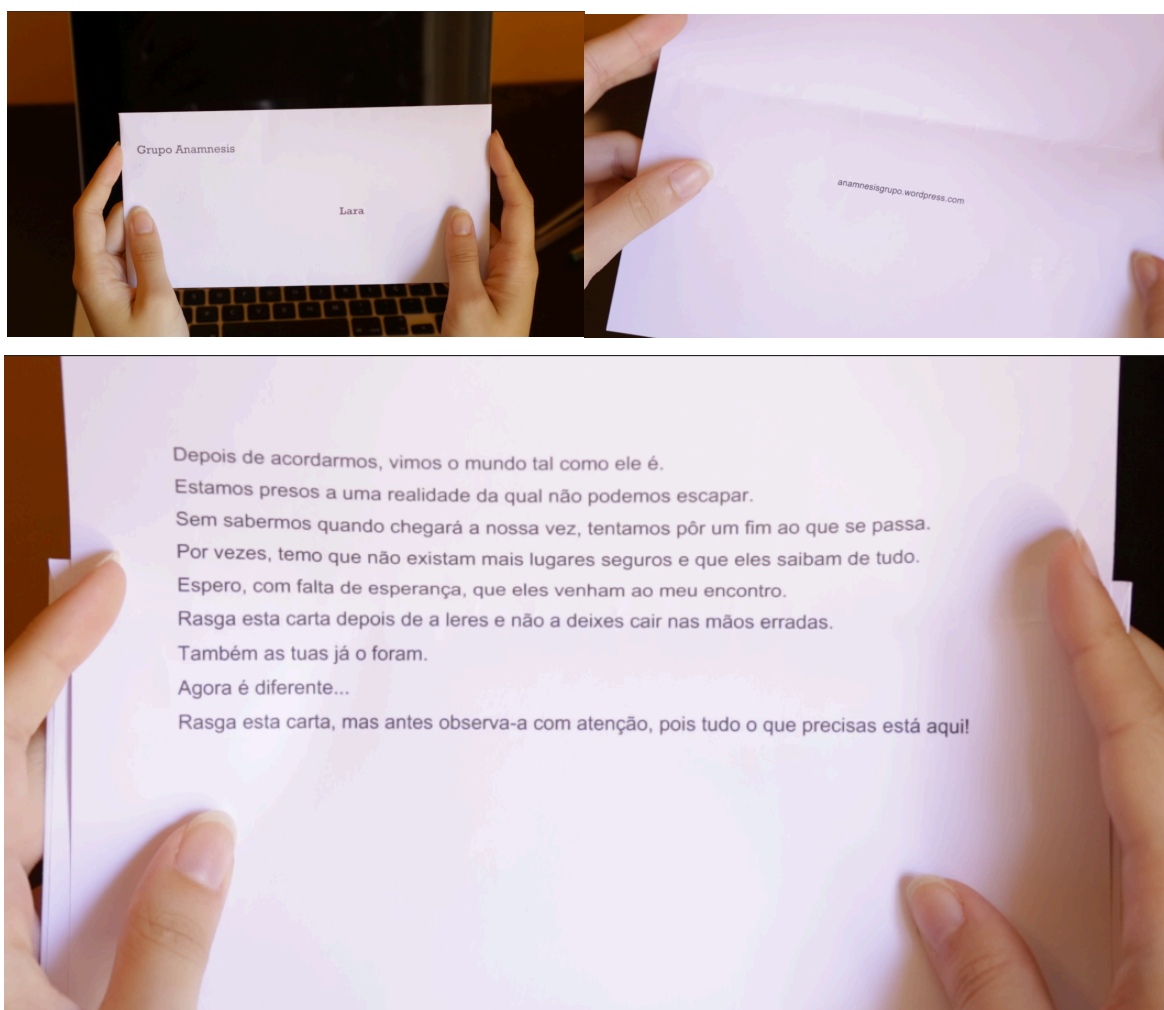 Grupo Anamnesis
Lara
anamnesisgrupo.wordpress.com
Depois de acordarmos, vimos o mundo tal como ele é.
Estamos presos a uma realidade da qual não podemos escapar.
Sem sabermos quando chegará a nossa vez, tentamos pôr um fim ao que se passa.
Por vezes, temo que não existam mais lugares seguros e que eles saibam de tudo.
Espero, com falta de esperança, que eles venham ao meu encontro.
Rasga esta carta depois de a leres e não a deixes cair nas mãos erradas.
Também as tuas já o foram.
Agora é diferente...
Rasga esta carta, mas antes observa-a com atenção, pois tudo o que precisas está aqui!